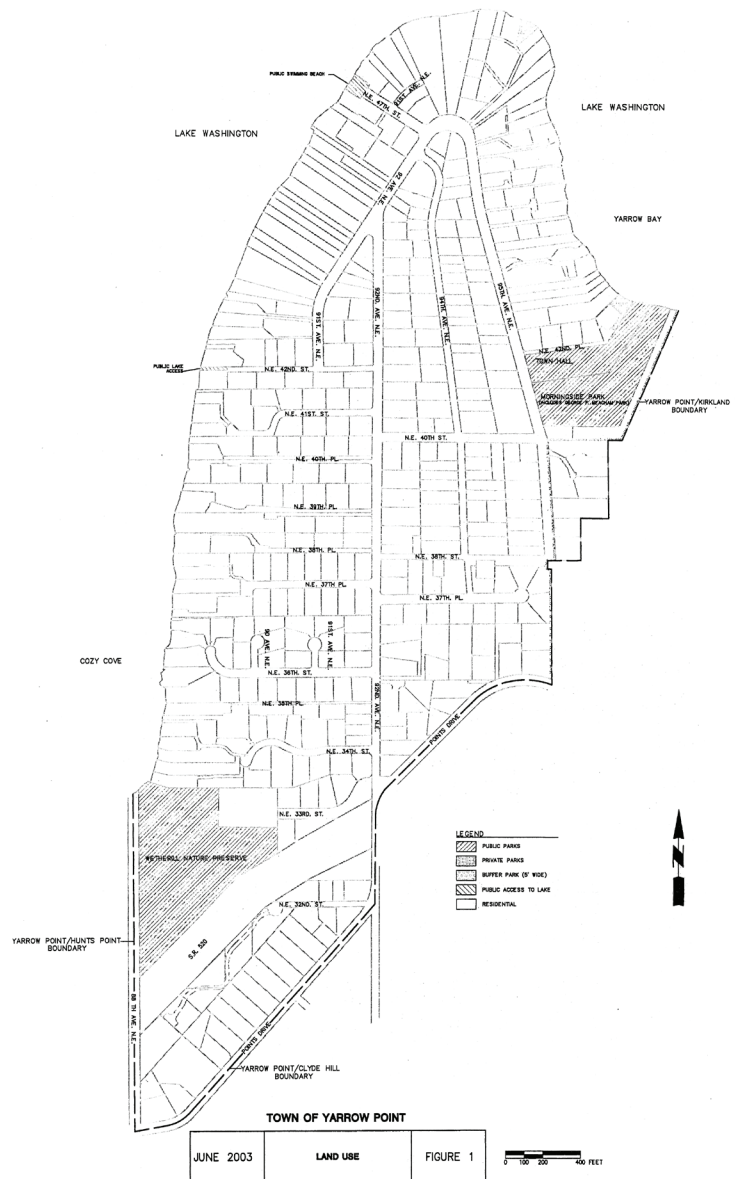 PUBLIC SWIMMING BEACH
91ST AVE. N.E.
N.E. 47TH. ST.
LAKE WASHINGTON
LAKE WASHINGTON
92 AVE. N.E.
YARROW BAY
91ST. AVE. N.E.
92ND. AVE. N.E.
94TH. AVE. N.E.
95TH. AVE. N.E.
PUBLIC LAKE
ACCESS
N.E. 42ND. ST.
N.E. 42ND. PL.
TOWN HALL
MORNINGSIDE PARK
(INCLUDES GEORGE F. MEACHAM PARK)
YARROW POINT/KIRKLAND
BOUNDARY
N.E. 41ST. ST.
N.E. 40TH ST.
N.E. 40TH. PL.
N.E. 39TH. PL.
N.E. 38TH. PL.
N.E. 38TH. ST.
N.E. 37TH PL.
N.E. 37TH. PL.
COZY COVE
90 AVE. N.E.
91ST. AVE. N.E.
N.E. 36TH. ST.
92ND. AVE. N.E.
N.E. 35TH PL.
POINTS DRIVE
N.E. 34TH. ST.
N.E. 33RD. ST.
WETHERILL NATURE PRESERVE
LEGEND
PUBLIC PARKS
PRIVATE PARKS
BUFFER PARK (5' WIDE)
PUBLIC ACCESS TO LAKE
RESIDENTIAL
N
N.E. 32ND. ST.
YARROW POINT/HUNTS POINT
BOUNDARY
S.R. 520
88 TH AVE. N.E.
POINTS DRIVE
YARROW POINT/CLYDE HILL
BOUNDARY
TOWN OF YARROW POINT
JUNE 2003
LAND USE
FIGURE 1
0 100 200 400 FEET